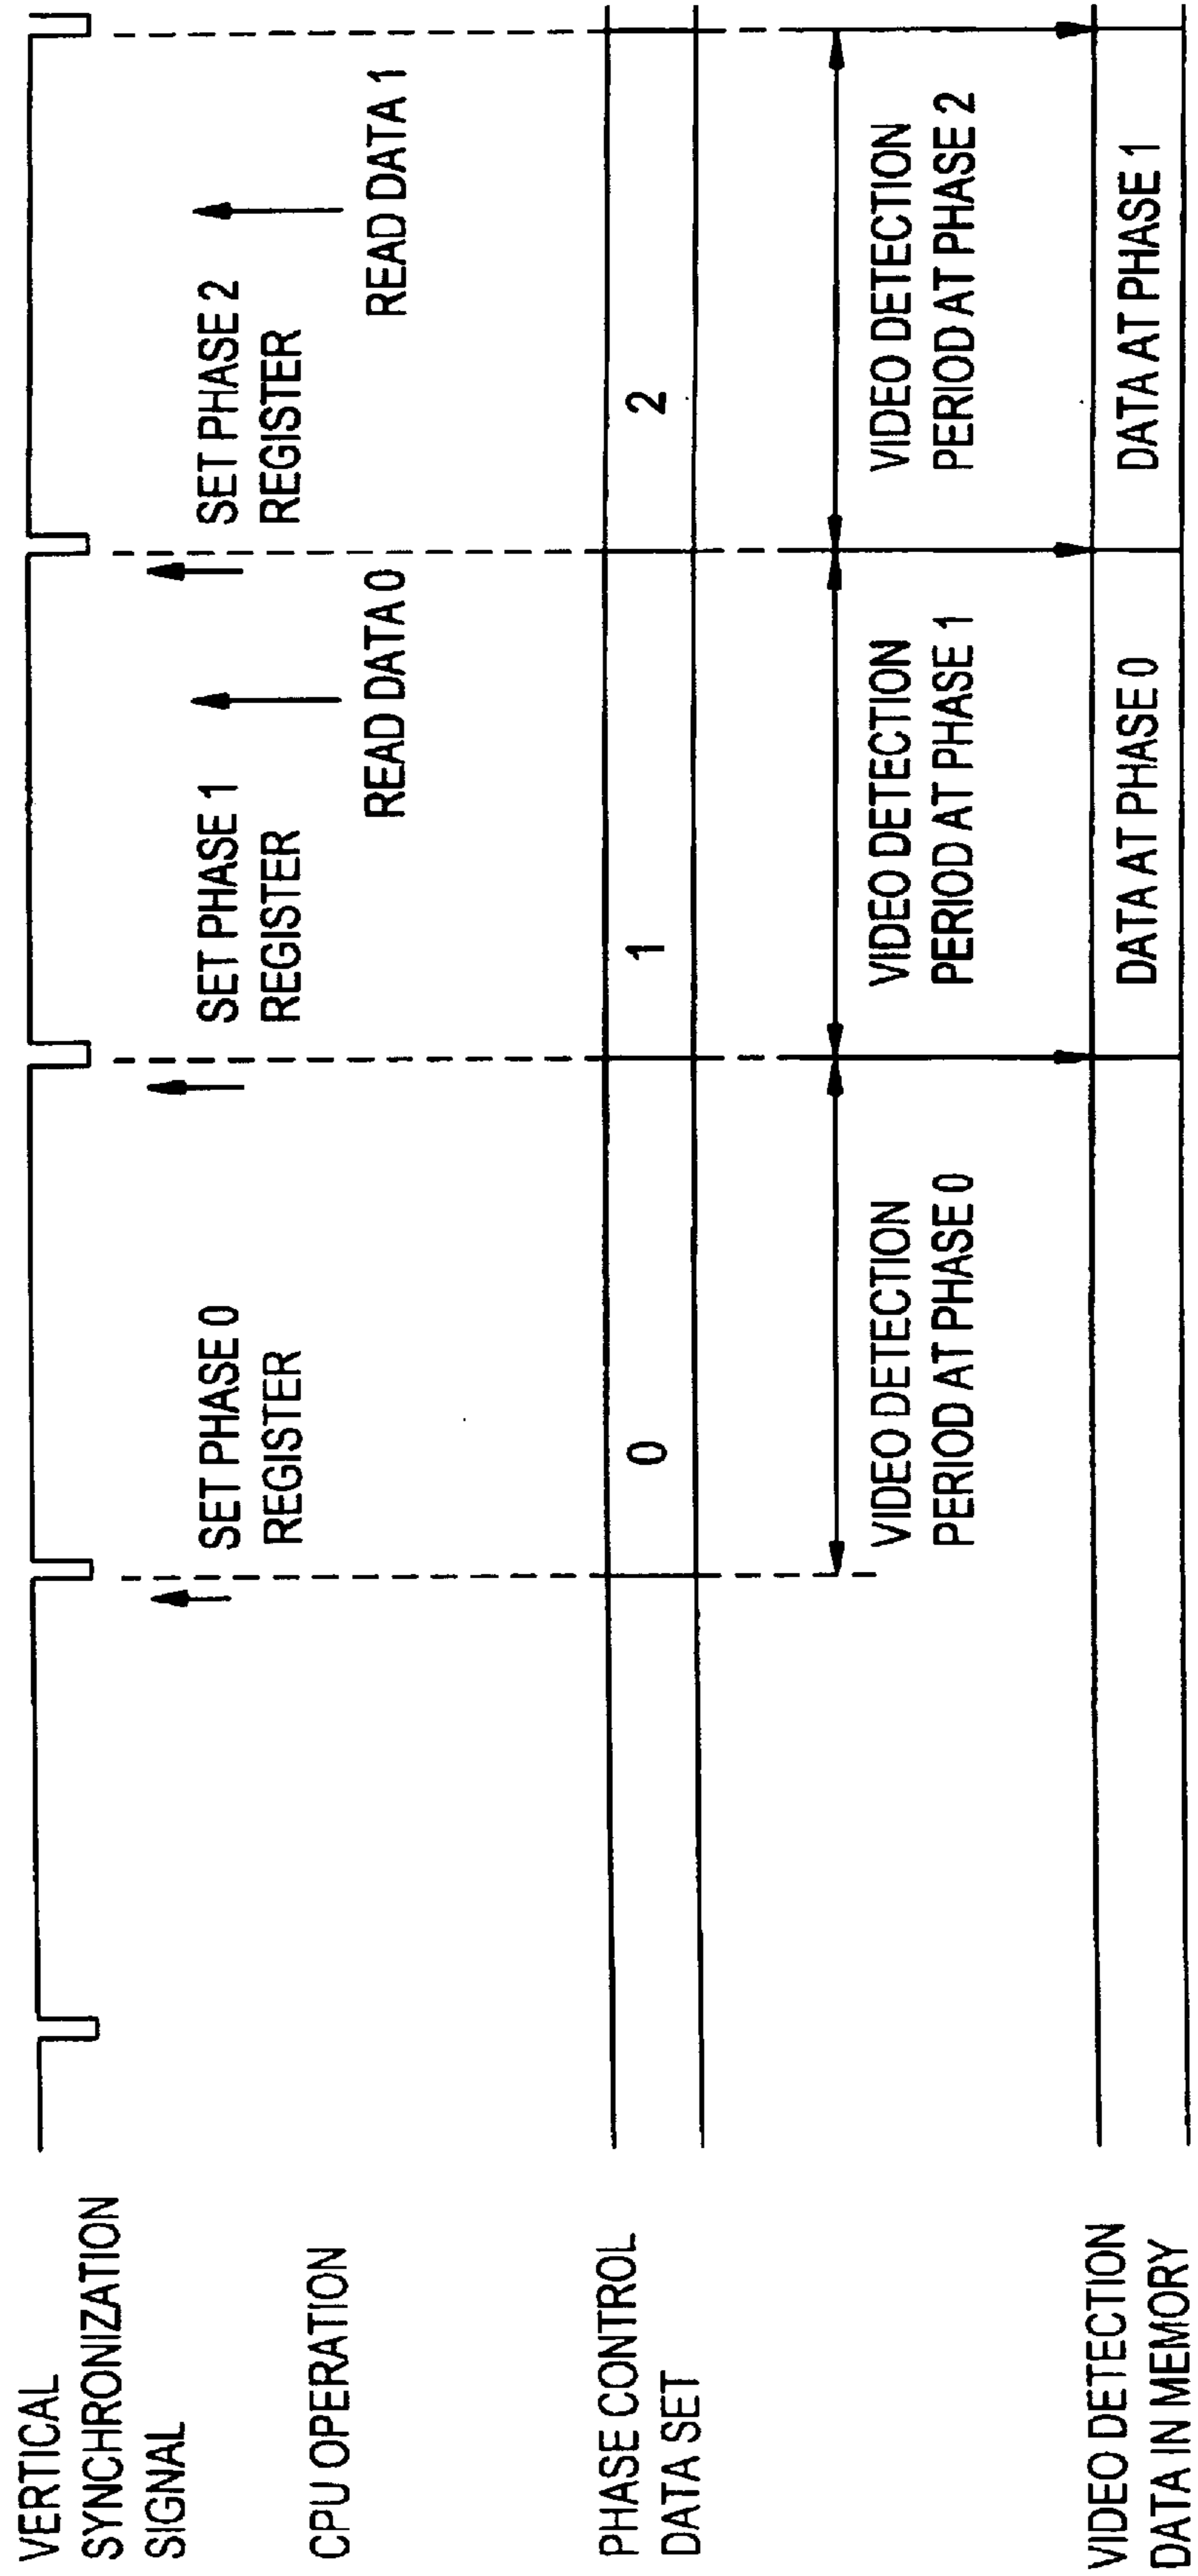 VERTICAL
SYNCHRONIZATION
SIGNAL
CPU OPERATION
SET PHASE 0
REGISTER
SET PHASE 1
REGISTER
READ DATA 0
SET PHASE 2
REGISTER
READ DATA 1
PHASE CONTROL
DATA SET
0
1
2
VIDEO DETECTION
PERIOD AT PHASE 0
VIDEO DETECTION
PERIOD AT PHASE 1
VIDEO DETECTION
PERIOD AT PHASE 2
VIDEO DETECTION
DATA IN MEMORY
DATA AT PHASE 0
DATA AT PHASE 1